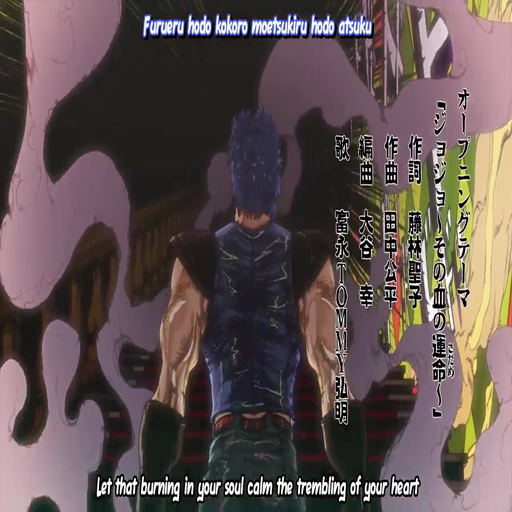 Furueru hodo kokoro moetsukiru hodo atsuku
オープニングテーマ
『ジョジョ～その血の運命～』
さだめ
作詞 藤林聖子
作曲 田中公平
編曲 大谷 幸
歌 富永TOMMY弘明
Let that burning in your soul calm the trembling of your heart